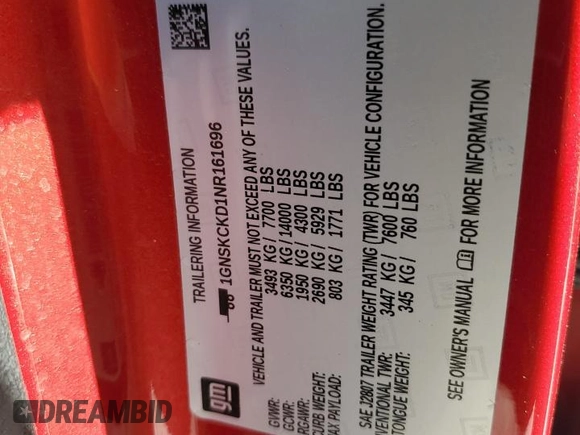 TRAILERING INFORMATION
1GNSKCKD1NR161696
VEHICLE AND TRAILER MUST NOT EXCEED ANY OF THESE VALUES.
GVWR: 3493 KG / 7700 LBS
GCWR: 6350 KG / 14000 LBS
RGAWR: 1950 KG / 4300 LBS
CURB WEIGHT: 2690 KG / 5929 LBS
MAX PAYLOAD: 803 KG / 1771 LBS
SAE J2807 TRAILER WEIGHT RATING (TWR) FOR VEHICLE CONFIGURATION.
VENTIONAL TWR: 3447 KG / 7600 LBS
TONGUE WEIGHT: 345 KG / 760 LBS
SEE OWNER'S MANUAL FOR MORE INFORMATION.
gm
DREAMBID